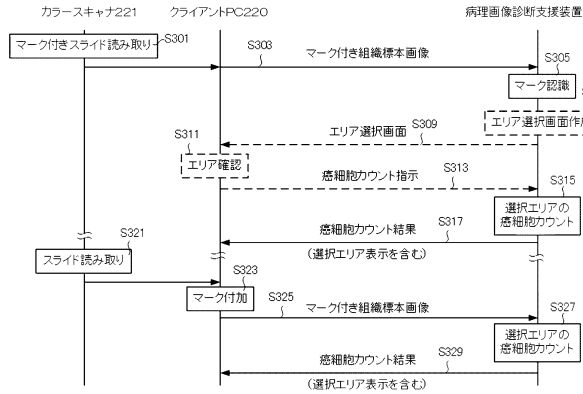 カラースキャナ221 クライアントPC220 病理画像診断支援装置
マーク付きスライド読み取り
S301
S303
マーク付き組織標本画像
S305
マーク認識
エリア選択画面作
エリア選択画面
S309
S311
エリア確認
癌細胞カウント指示
S313
S315
選択エリアの
癌細胞カウント
癌細胞カウント結果
S317
(選択エリア表示を含む)
S321
スライド読み取り
S323
マーク付加
S325
マーク付き組織標本画像
S327
選択エリアの
癌細胞カウント
癌細胞カウント結果
S329
(選択エリア表示を含む)